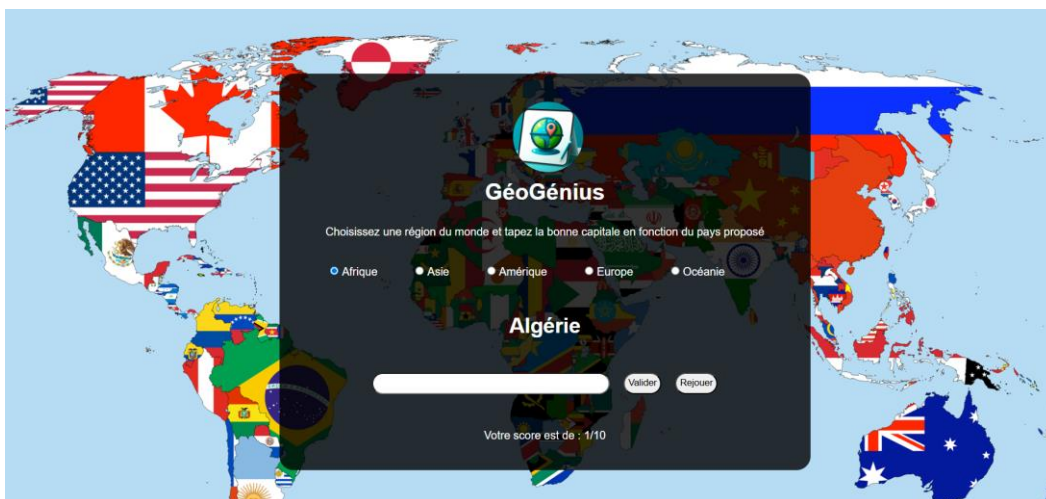 GéoGénius
Choisissez une région du monde et tapez la bonne capitale en fonction du pays proposé
Afrique Asie Amérique Europe Océanie
Algérie
Valider Rejouer
Votre score est de : 1/10